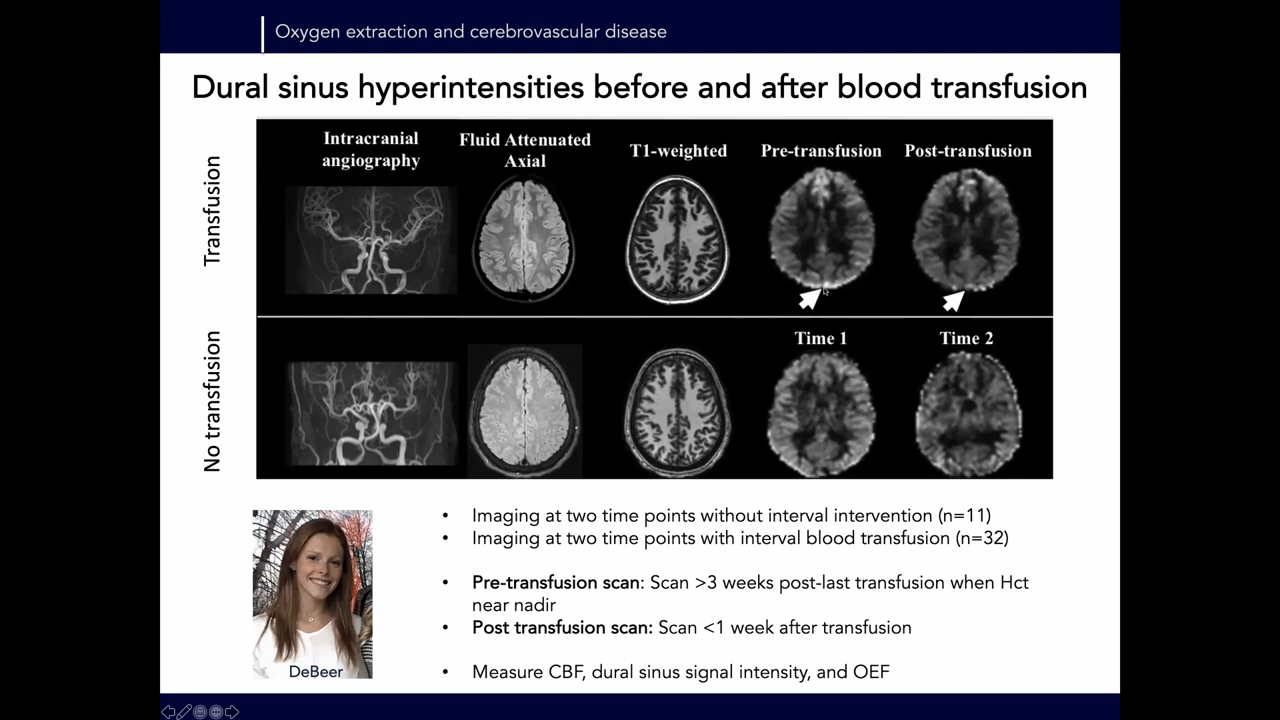 Oxygen extraction and cerebrovascular disease
Dural sinus hyperintensities before and after blood transfusion
Transfusion
Intracranial
angiography
Fluid Attenuated
Axial
T1-weighted
Pre-transfusion
Post-transfusion
No transfusion
Time 1
Time 2
• Imaging at two time points without interval intervention (n=11)
• Imaging at two time points with interval blood transfusion (n=32)
• Pre-transfusion scan: Scan >3 weeks post-last transfusion when Hct
near nadir
• Post transfusion scan: Scan <1 week after transfusion
• Measure CBF, dural sinus signal intensity, and OEF
DeBeer